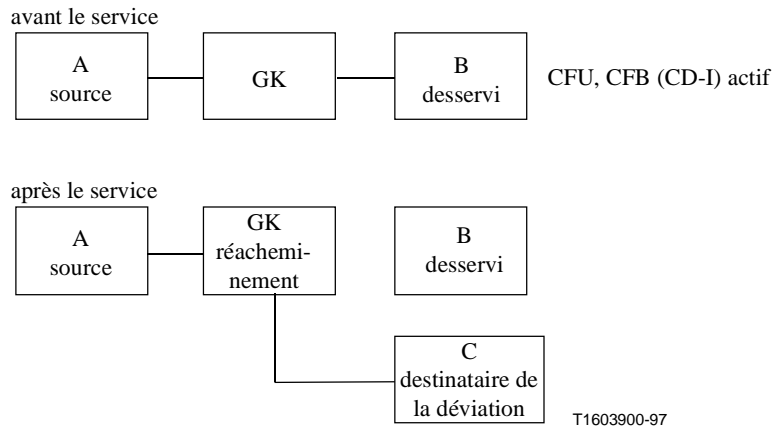 avant le service
A
source
GK
B
desservi
CFU, CFB (CD-I) actif
après le service
A
source
GK
réachemi-
nement
B
desservi
C
destinataire de
la déviation
T1603900-97